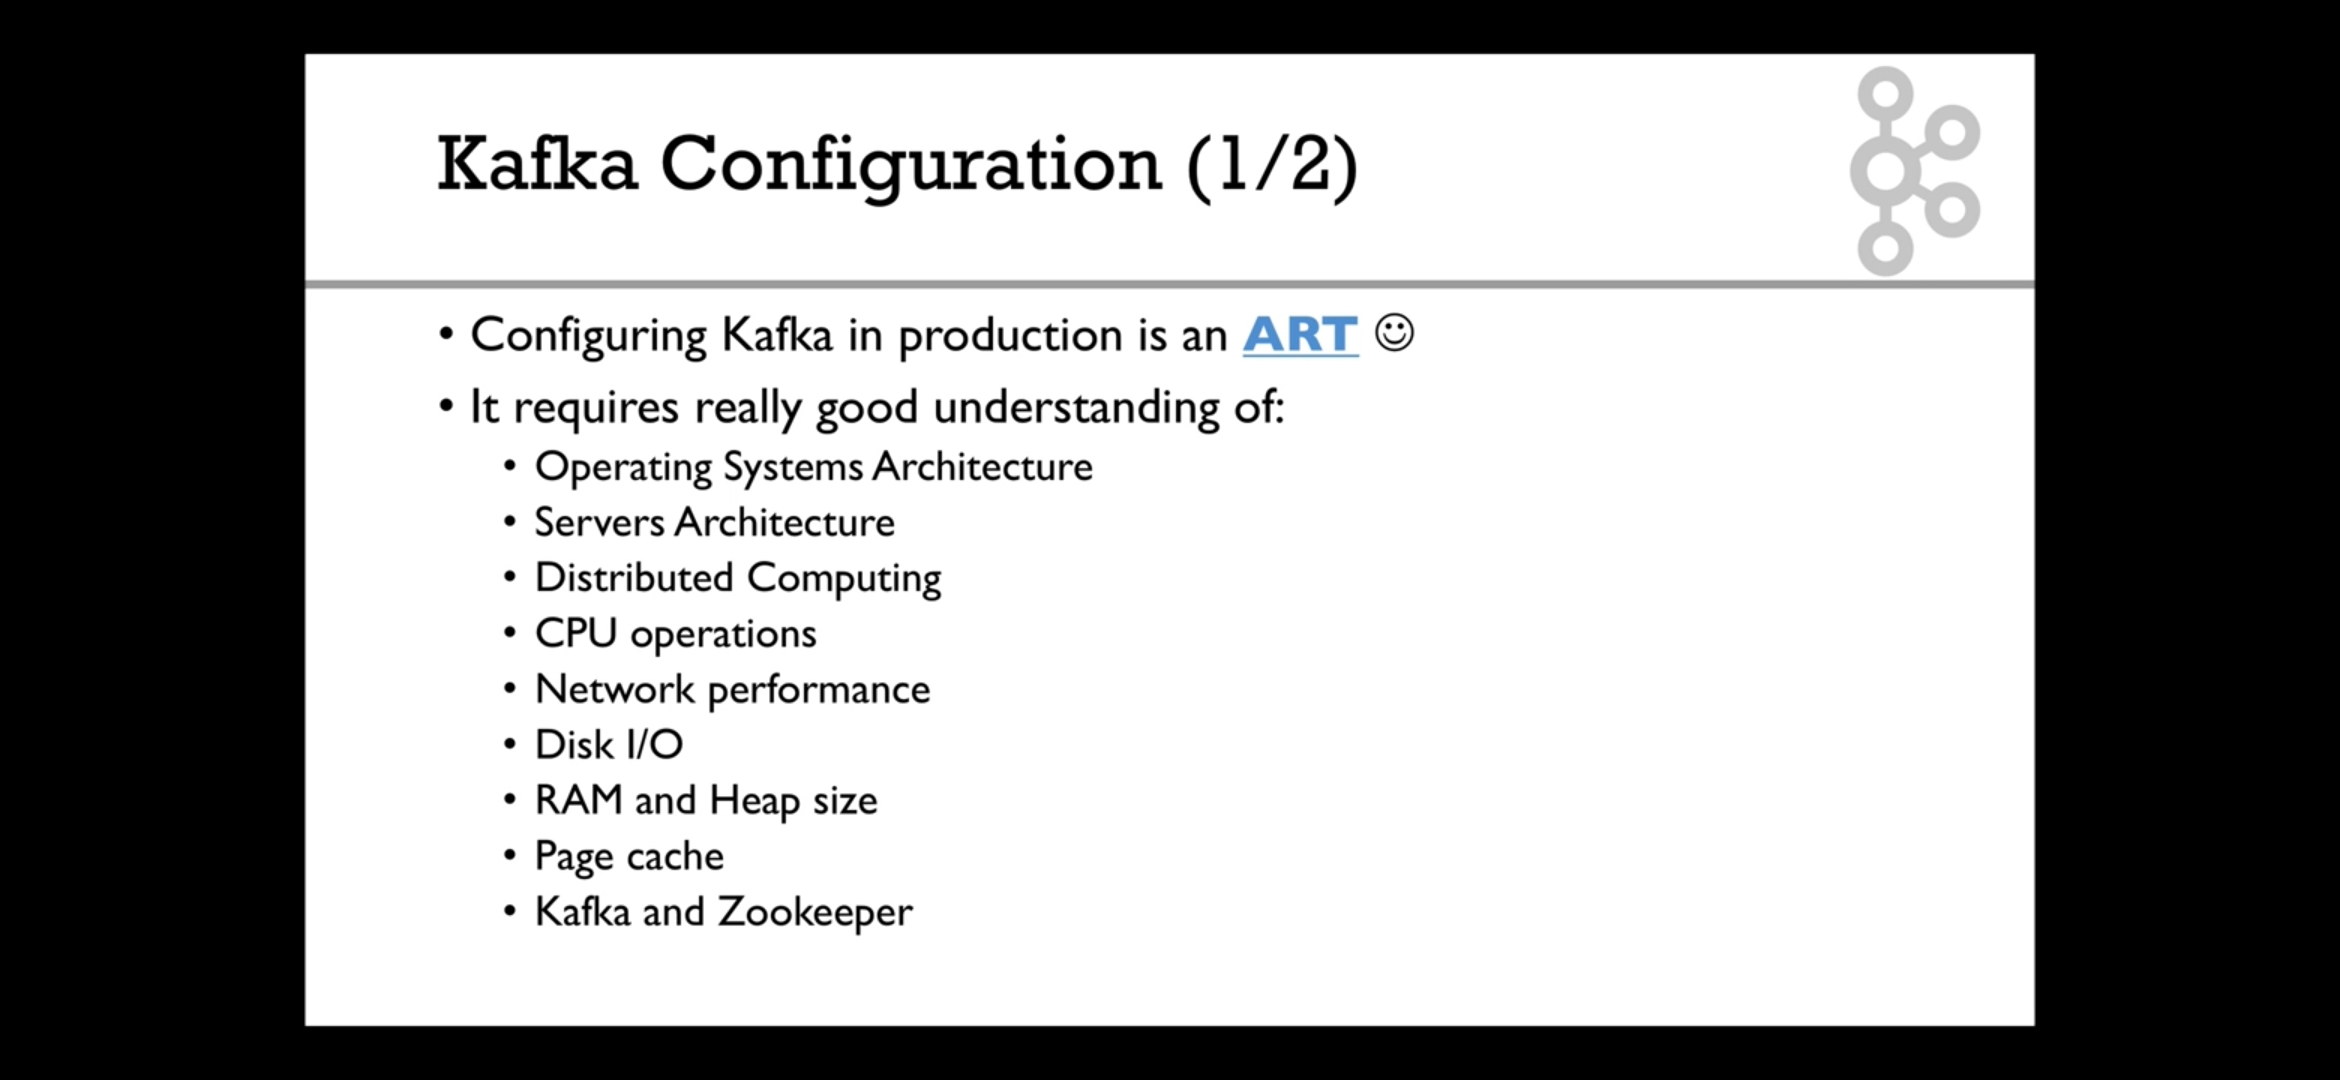 Kafka Configuration (1/2)
• Configuring Kafka in production is an ART ☺
• It requires really good understanding of:
• Operating Systems Architecture
• Servers Architecture
• Distributed Computing
• CPU operations
• Network performance
• Disk I/O
• RAM and Heap size
• Page cache
• Kafka and Zookeeper